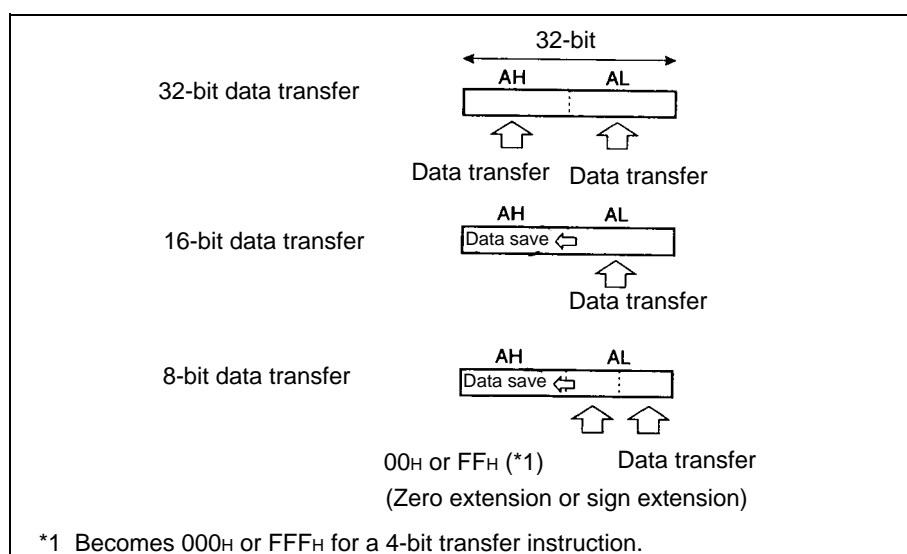 32-bit
AH AL
32-bit data transfer
Data transfer Data transfer
AH AL
16-bit data transfer Data save
Data transfer
AH AL
8-bit data transfer Data save
00H or FFH (*1) Data transfer
(Zero extension or sign extension)
*1 Becomes 000H or FFFH for a 4-bit transfer instruction.